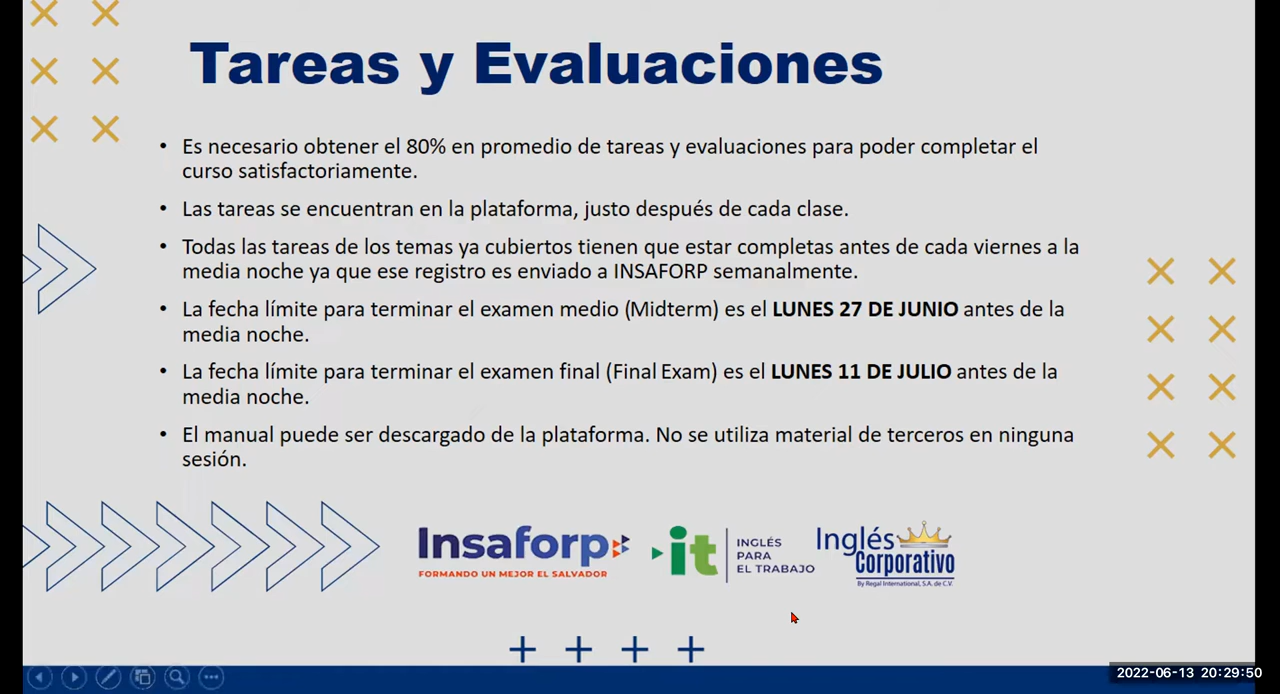 Tareas y Evaluaciones
• Es necesario obtener el 80% en promedio de tareas y evaluaciones para poder completar el
curso satisfactoriamente.
• Las tareas se encuentran en la plataforma, justo después de cada clase.
• Todas las tareas de los temas ya cubiertos tienen que estar completas antes de cada viernes a la
media noche ya que ese registro es enviado a INSAFORP semanalmente.
• La fecha límite para terminar el examen medio (Midterm) es el LUNES 27 DE JUNIO antes de la
media noche.
• La fecha límite para terminar el examen final (Final Exam) es el LUNES 11 DE JULIO antes de la
media noche.
• El manual puede ser descargado de la plataforma. No se utiliza material de terceros en ninguna
sesión.
Insaforp
FORMANDO UN MEJOR EL SALVADOR
it
INGLÉS
PARA
EL TRABAJO
Inglés
Corporativo
By Regal International, S.A. de C.V.
2022-06-13 20:29:50